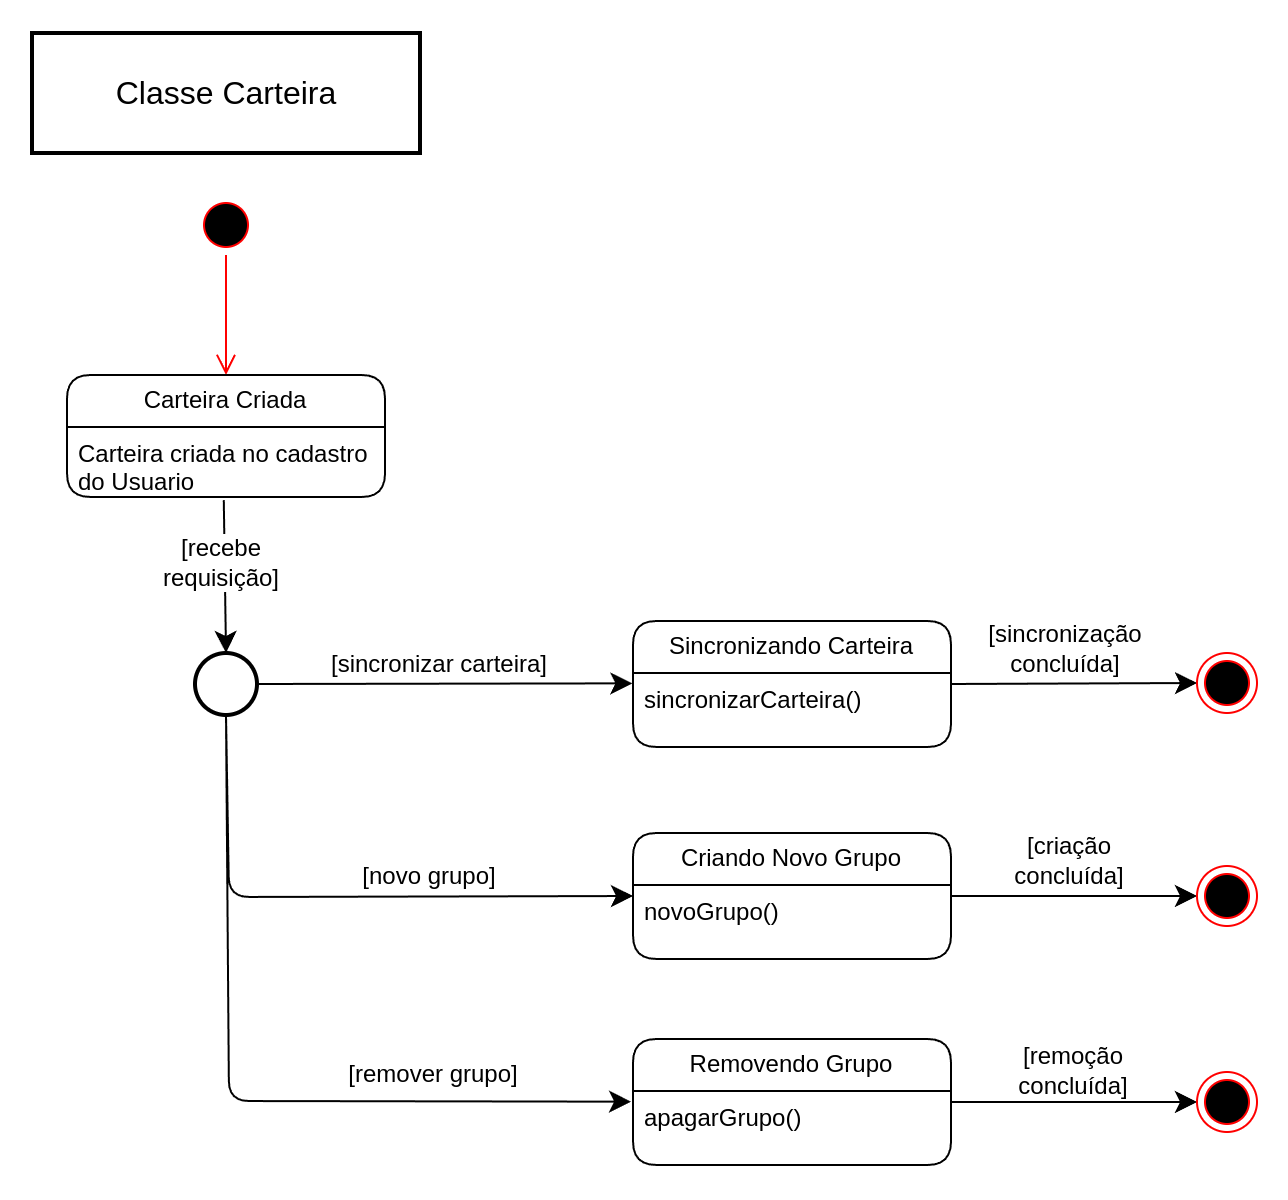 Classe Carteira
Carteira Criada
Carteira criada no cadastro
do Usuario
[recebe
requisição]
[sincronizar carteira]
Sincronizando Carteira
sincronizarCarteira()
[sincronização
concluída]
[novo grupo]
Criando Novo Grupo
novoGrupo()
[criação
concluída]
[remover grupo]
Removendo Grupo
apagarGrupo()
[remoção
concluída]